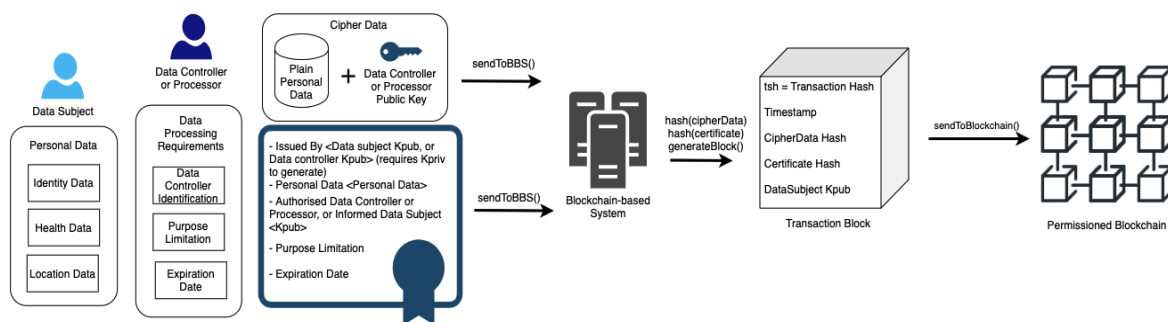 Data Subject
Personal Data
Identity Data
Health Data
Location Data
Data Controller
or Processor
Data
Processing
Requirements
Data
Controller
Identification
Purpose
Limitation
Expiration
Date
Cipher Data
Plain
Personal
Data
+
Data Controller
or Processor
Public Key
- Issued By <Data subject Kpub, or
Data controller Kpub> (requires Kpriv
to generate)
- Personal Data <Personal Data>
- Authorised Data Controller or
Processor, or Informed Data Subject
<Kpub>
- Purpose Limitation
- Expiration Date
sendToBBS()
sendToBBS()
Blockchain-based
System
hash(cipherData)
hash(certificate)
generateBlock()
tsh = Transaction Hash
Timestamp
CipherData Hash
Certificate Hash
DataSubject Kpub
Transaction Block
sendToBlockchain()
Permissioned Blockchain